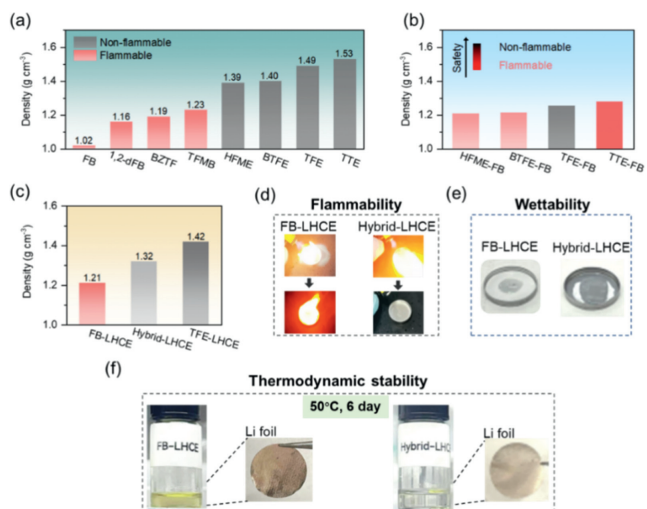 (a)
Non-flammable
Flammable
Density (g cm⁻³)
1.6
1.4
1.2
1.0
1.02
1.16
1.19
1.23
1.39
1.40
1.49
1.53
FB
1,2-dFB
BZTF
TFMB
HFME
BTFE
TFE
TTE
(b)
Safety
Non-flammable
Flammable
Density (g cm⁻³)
1.6
1.4
1.2
1.0
HFME-FB
BTFE-FB
TFE-FB
TTE-FB
(c)
Density (g cm⁻³)
1.6
1.4
1.2
1.0
1.21
1.32
1.42
FB-LHCE
Hybrid-LHCE
TFE-LHCE
(d)
Flammability
FB-LHCE
Hybrid-LHCE
(e)
Wettability
FB-LHCE
Hybrid-LHCE
(f)
Thermodynamic stability
50°C, 6 day
FB-LHCE
Li foil
Hybrid-LHC
Li foil